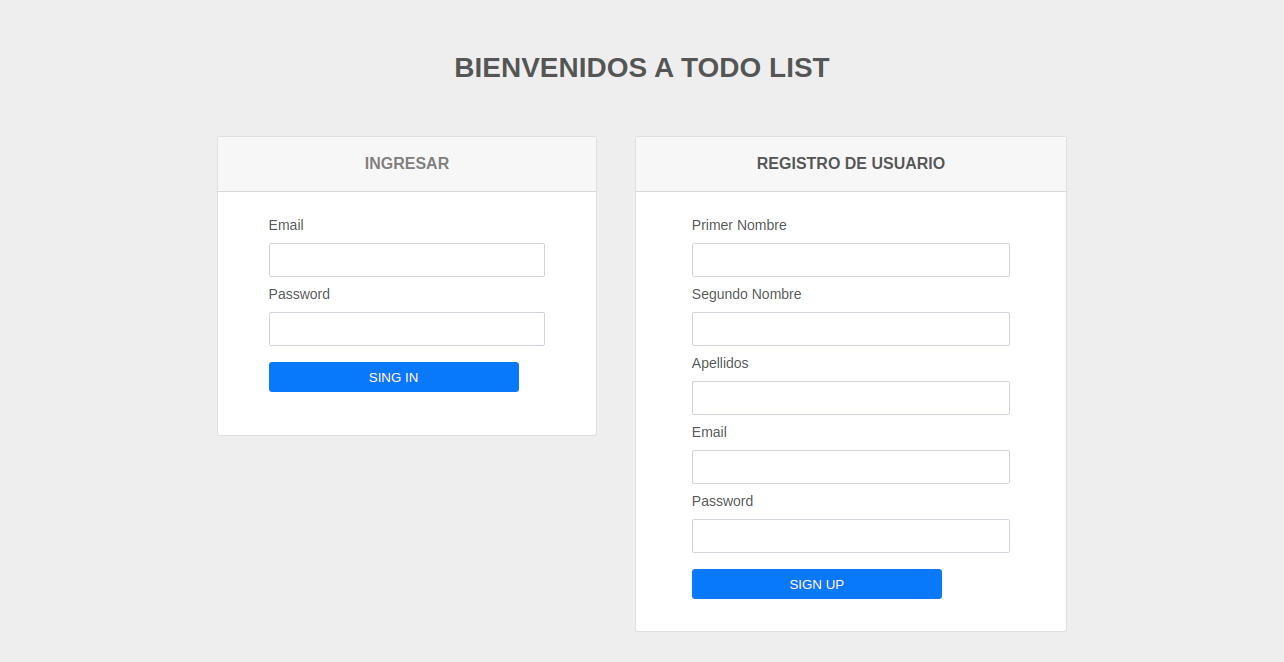 BIENVENIDOS A TODO LIST
INGRESAR
Email
Password
SING IN
REGISTRO DE USUARIO
Primer Nombre
Segundo Nombre
Apellidos
Email
Password
SIGN UP